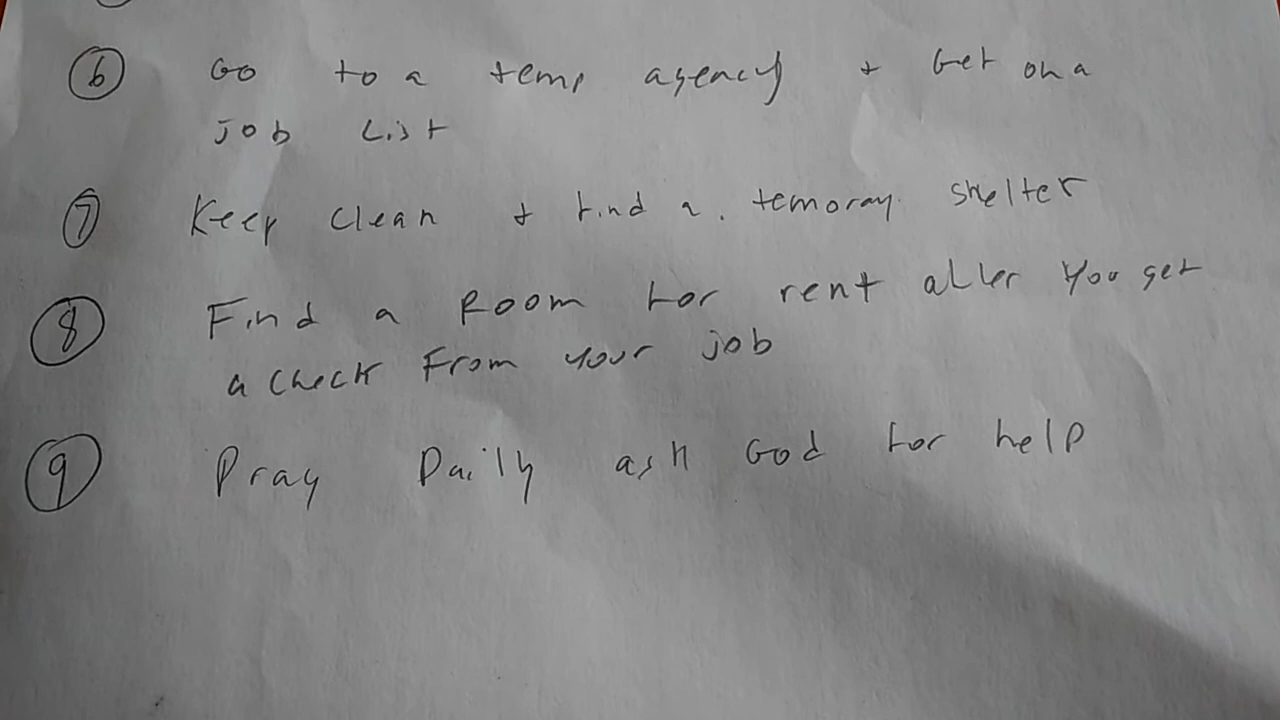 6 Go to a temp agency + Get on a
job List
7 Keep clean + find a. temoray. shelter
8 Find a Room for rent after you get
a check From your job
9 Pray Daily ask God for help